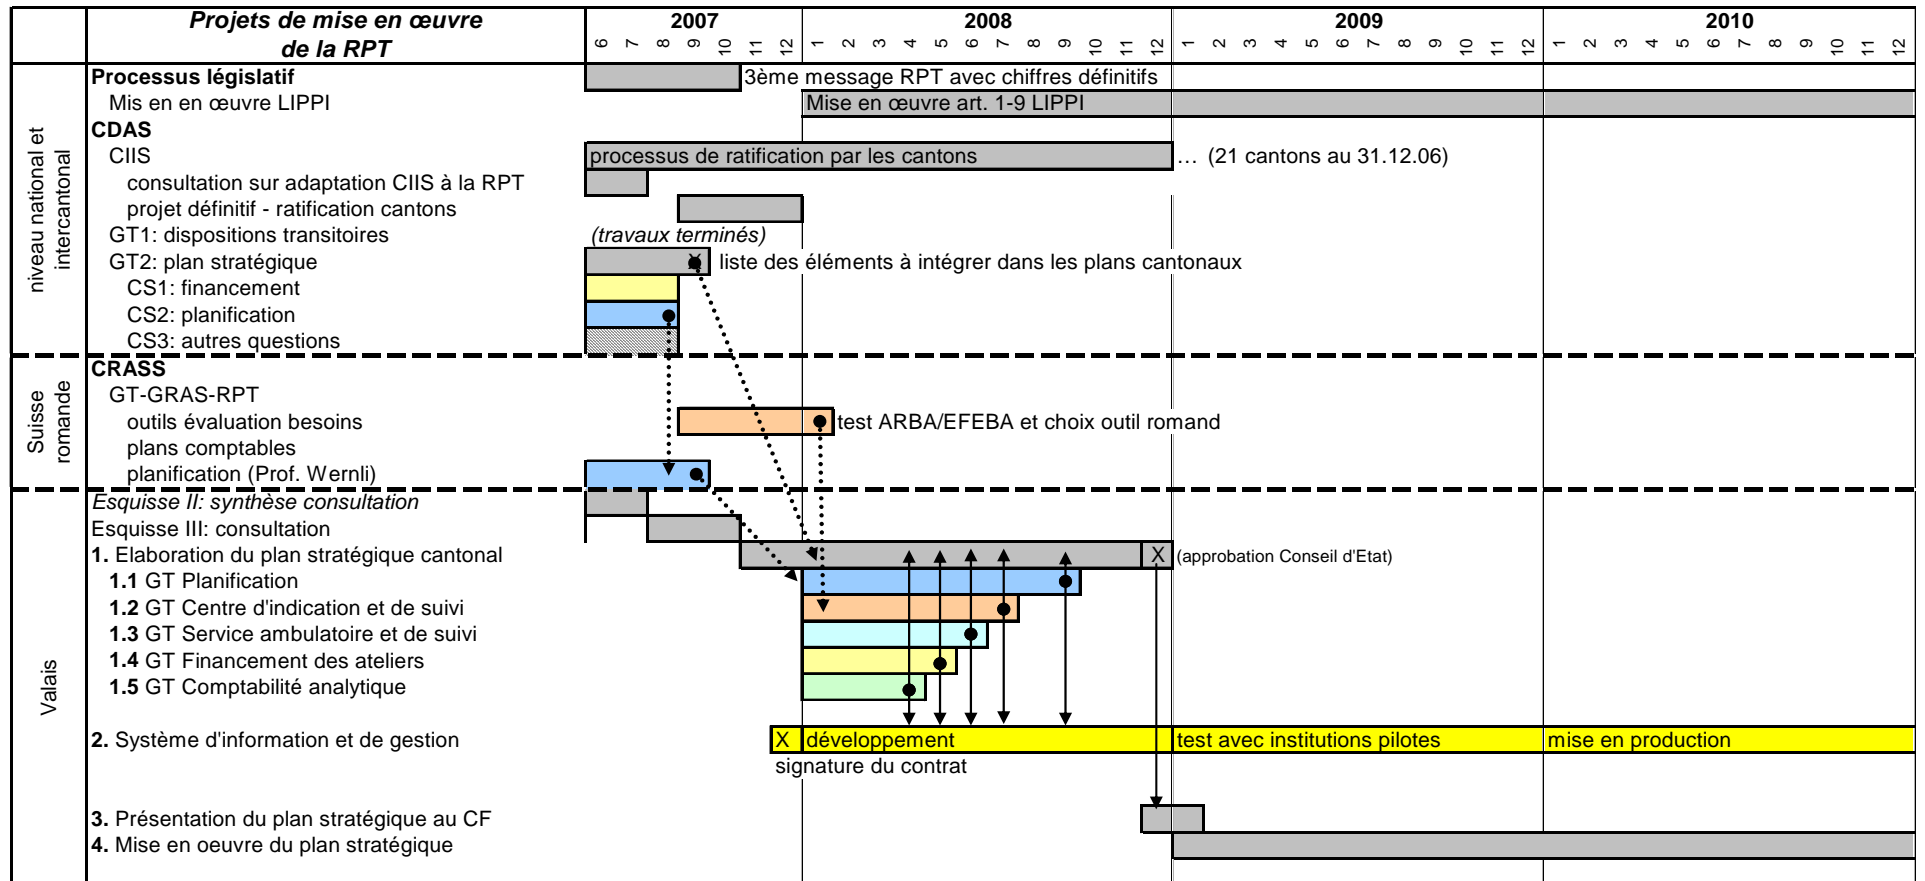 Projets de mise en œuvre
de la RPT
2007 2008 2009 2010
6 7 8 9 10 11 12 1 2 3 4 5 6 7 8 9 10 11 12 1 2 3 4 5 6 7 8 9 10 11 12 1 2 3 4 5 6 7 8 9 10 11 12
niveau national et
intercantonal
Processus législatif
3ème message RPT avec chiffres définitifs
Mis en en œuvre LIPPI
Mise en œuvre art. 1-9 LIPPI
CDAS
CIIS
processus de ratification par les cantons
… (21 cantons au 31.12.06)
consultation sur adaptation CIIS à la RPT
projet définitif - ratification cantons
GT1: dispositions transitoires
(travaux terminés)
GT2: plan stratégique
X
liste des éléments à intégrer dans les plans cantonaux
CS1: financement
CS2: planification
CS3: autres questions
Suisse
romande
CRASS
GT-GRAS-RPT
outils évaluation besoins
test ARBA/EFEBA et choix outil romand
plans comptables
planification (Prof. Wernli)
Valais
Esquisse II: synthèse consultation
Esquisse III: consultation
1. Elaboration du plan stratégique cantonal
X
(approbation Conseil d'Etat)
1.1 GT Planification
1.2 GT Centre d'indication et de suivi
1.3 GT Service ambulatoire et de suivi
1.4 GT Financement des ateliers
1.5 GT Comptabilité analytique
2. Système d'information et de gestion
X
développement
test avec institutions pilotes
mise en production
signature du contrat
3. Présentation du plan stratégique au CF
4. Mise en oeuvre du plan stratégique